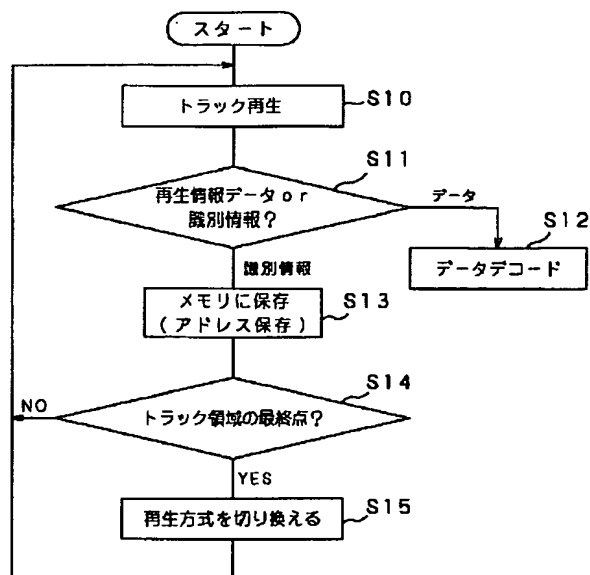 スタート
トラック再生
S10
S11
再生情報データor
識別情報?
データ
S12
データデコード
識別情報
メモリに保存
(アドレス保存)
S13
S14
トラック領域の最終点?
NO
YES
再生方式を切り換える
S15